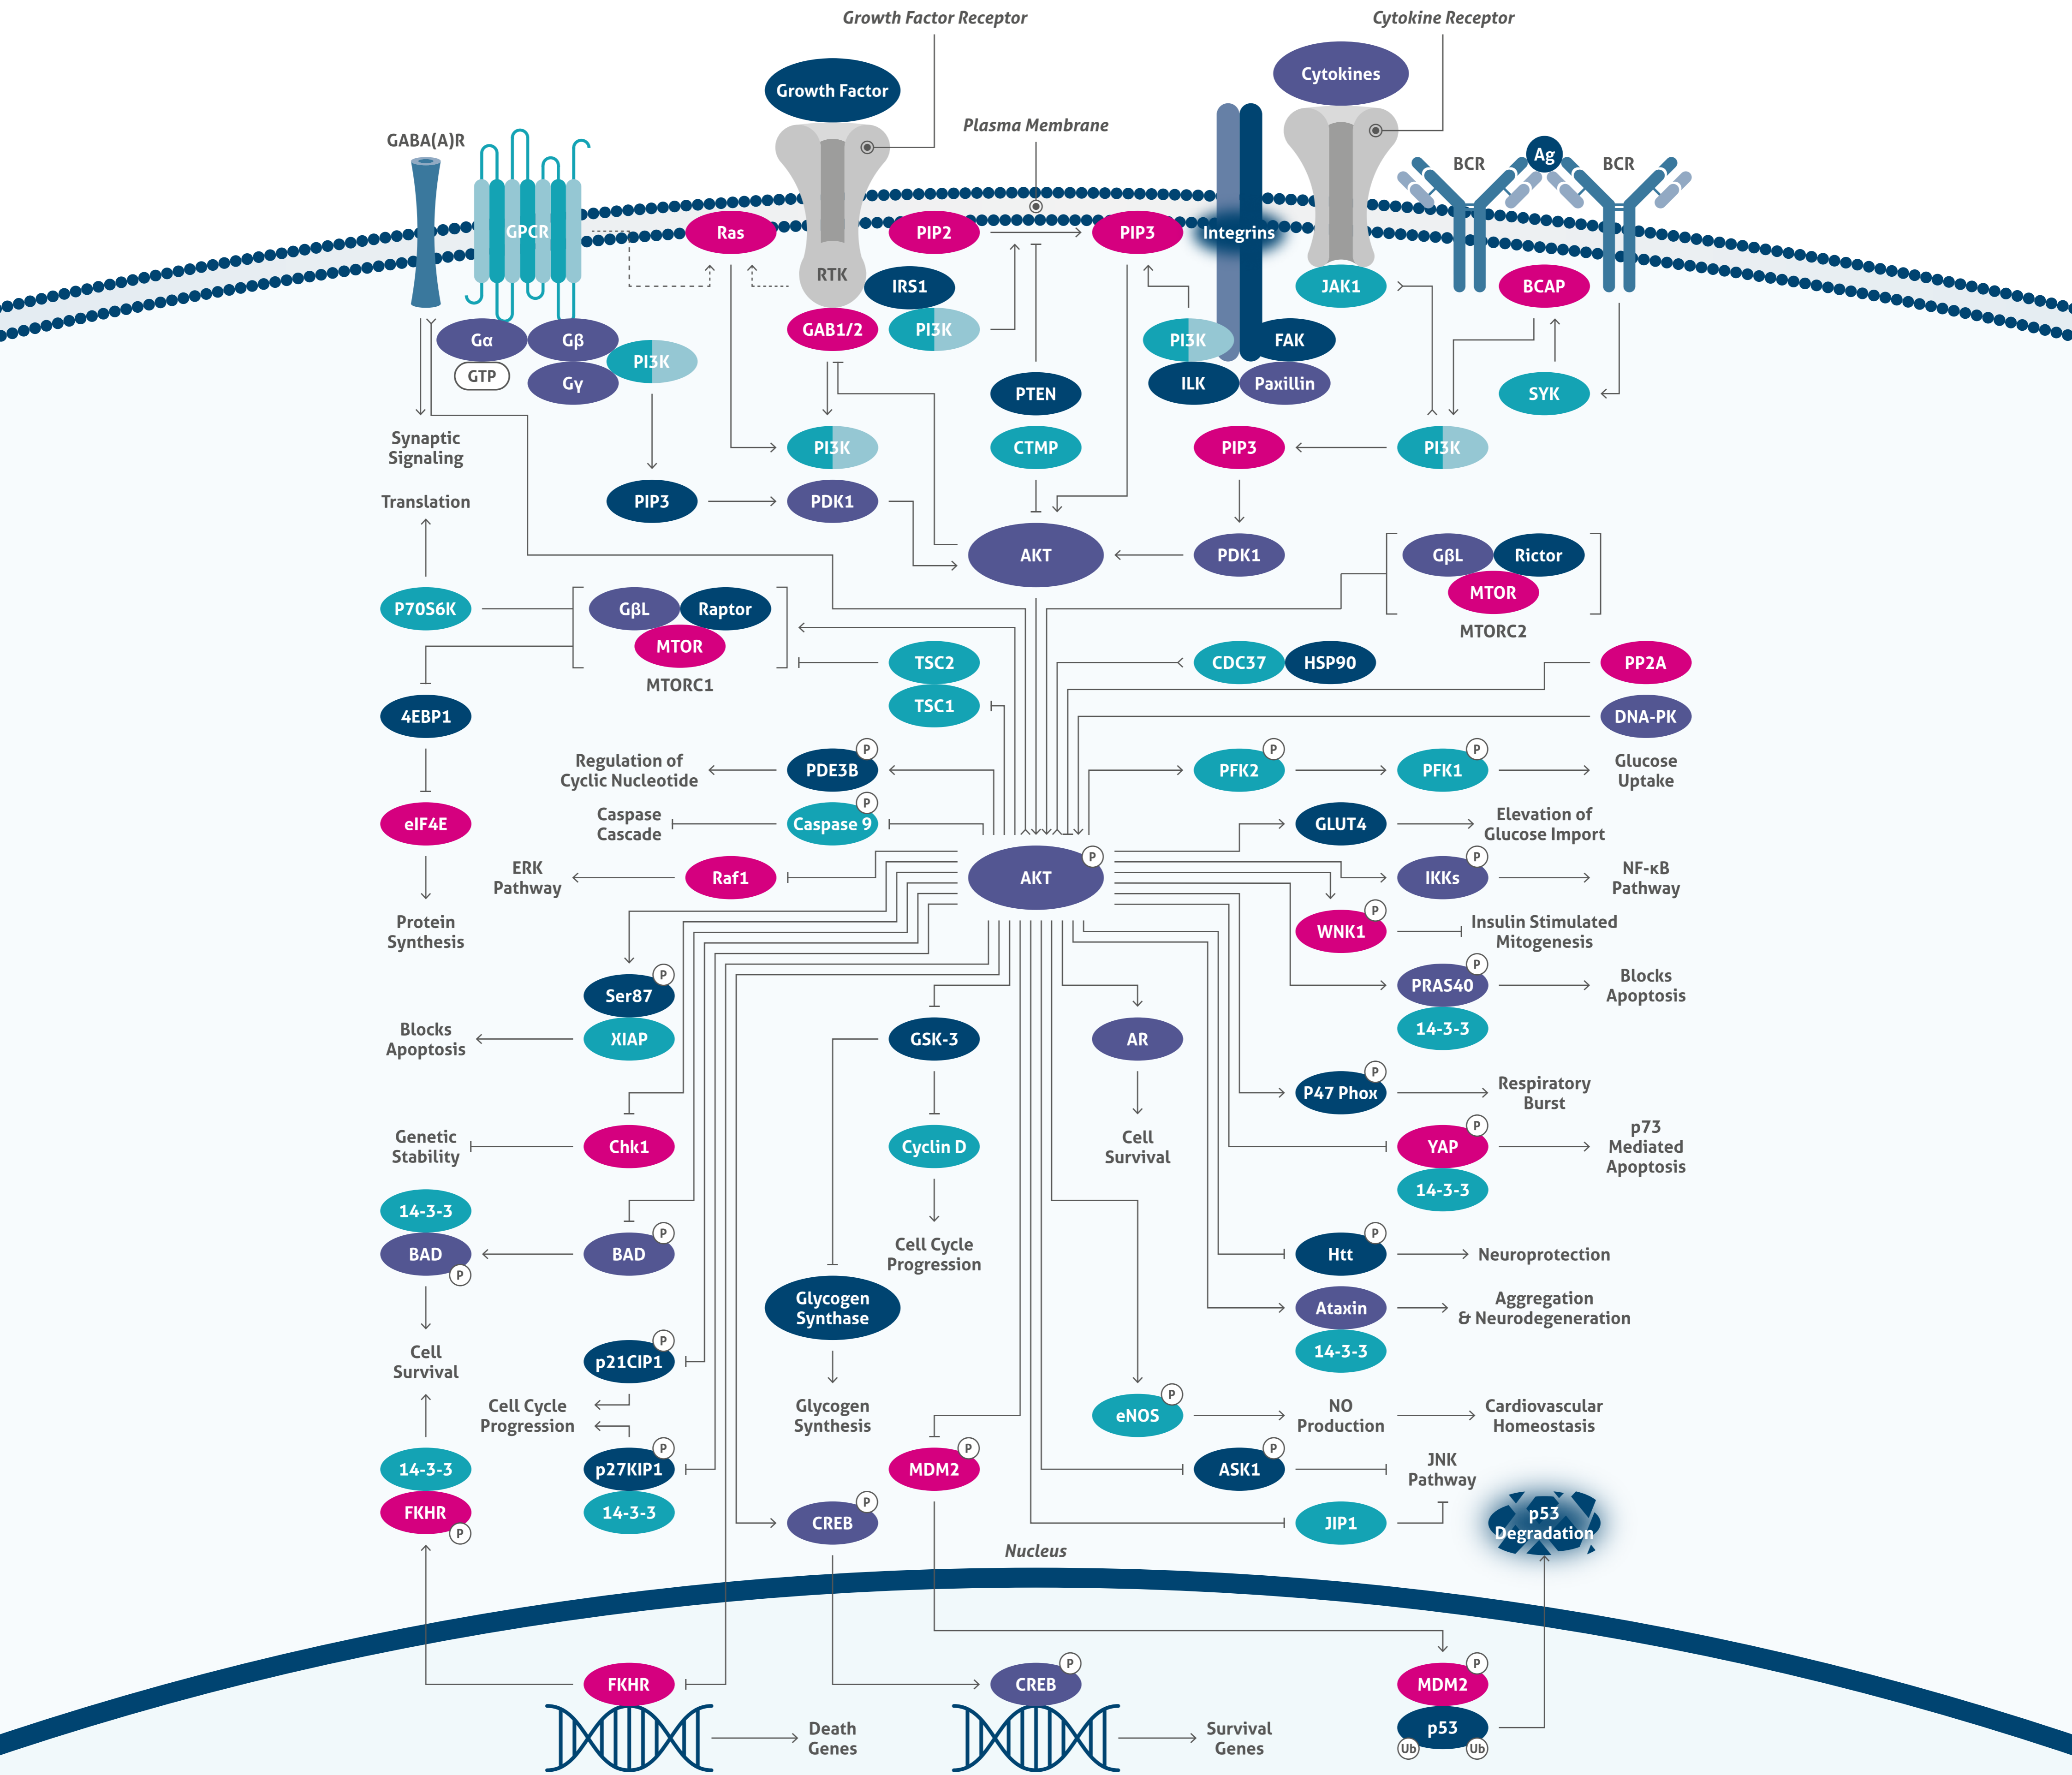 Growth Factor Receptor
Cytokine Receptor
Growth Factor
Cytokines
Plasma Membrane
GABA(A)R
BCR
Ag
BCR
GPCR
Ras
PIP2
PIP3
Integrins
RTK
IRS1
JAK1
BCAP
GAB1/2
PI3K
Gα
Gβ
PI3K
GTP
Gγ
PI3K
FAK
ILK
Paxillin
PTEN
SYK
Synaptic
Signaling
PI3K
CTMP
PIP3
PI3K
Translation
PIP3
PDK1
AKT
PDK1
GβL
Rictor
MTOR
MTORC2
P70S6K
GβL
Raptor
MTOR
MTORC1
TSC2
TSC1
CDC37
HSP90
PP2A
DNA-PK
4EBP1
Regulation of
Cyclic Nucleotide
PDE3B
P
PFK2
P
PFK1
P
Glucose
Uptake
Caspase
Cascade
Caspase 9
P
GLUT4
Elevation of
Glucose Import
eIF4E
ERK
Pathway
Raf1
AKT
P
IKKs
P
NF-κB
Pathway
Protein
Synthesis
WNK1
P
Insulin Stimulated
Mitogenesis
Ser87
P
XIAP
Blocks
Apoptosis
PRAS40
P
14-3-3
Blocks
Apoptosis
GSK-3
AR
P47 Phox
P
Respiratory
Burst
Genetic
Stability
Chk1
Cyclin D
Cell
Survival
YAP
P
14-3-3
p73
Mediated
Apoptosis
14-3-3
BAD
P
BAD
P
Cell Cycle
Progression
Htt
P
Neuroprotection
Glycogen
Synthase
Ataxin
14-3-3
Aggregation
& Neurodegeneration
Cell
Survival
p21CIP1
P
Cell Cycle
Progression
Glycogen
Synthesis
eNOS
P
NO
Production
Cardiovascular
Homeostasis
14-3-3
FKHR
P
p27KIP1
P
14-3-3
MDM2
P
ASK1
P
JNK
Pathway
CREB
P
JIP1
p53
Degradation
Nucleus
FKHR
CREB
P
MDM2
P
p53
Ub
Ub
Death
Genes
Survival
Genes